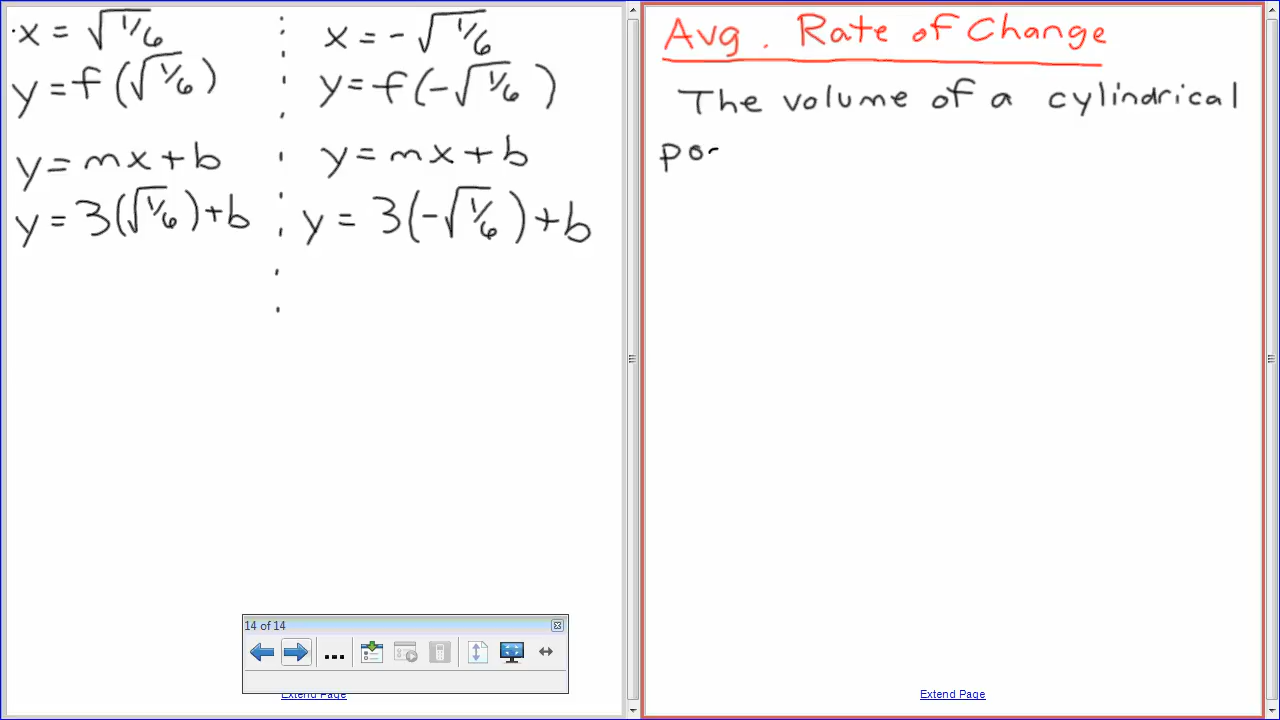 x = √1/6
y = f(√1/6)
y = mx + b
y = 3(√1/6) + b
x = - √1/6
y = f(-√1/6)
y = mx + b
y = 3(-√1/6) + b
14 of 14
...
Extend Page
Avg. Rate of Change
The volume of a cylindrical
Extend Page